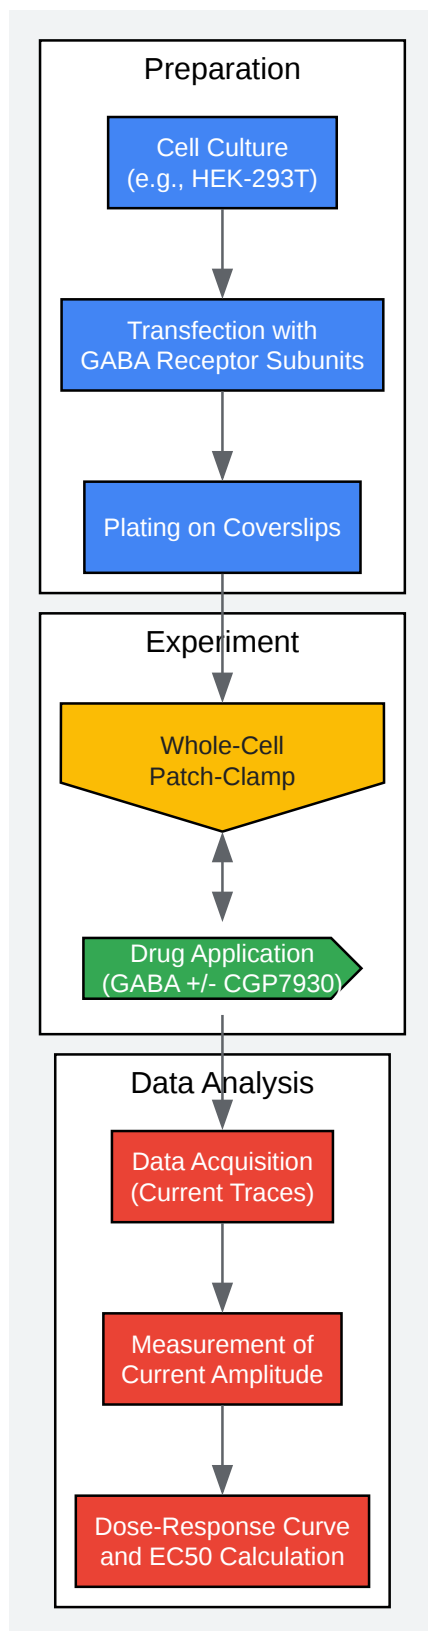 Preparation
Cell Culture
(e.g., HEK-293T)
Transfection with
GABA Receptor Subunits
Plating on Coverslips
Experiment
Whole-Cell
Patch-Clamp
Drug Application
(GABA +/- CGP7930)
Data Analysis
Data Acquisition
(Current Traces)
Measurement of
Current Amplitude
Dose-Response Curve
and EC50 Calculation